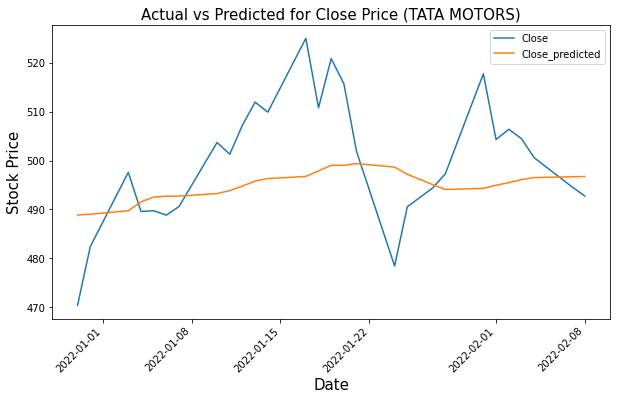 Actual vs Predicted for Close Price (TATA MOTORS)
Close
Close_predicted
Stock Price
520
510
500
490
480
470
2022-01-01
2022-01-08
2022-01-15
2022-01-22
2022-02-01
2022-02-08
Date